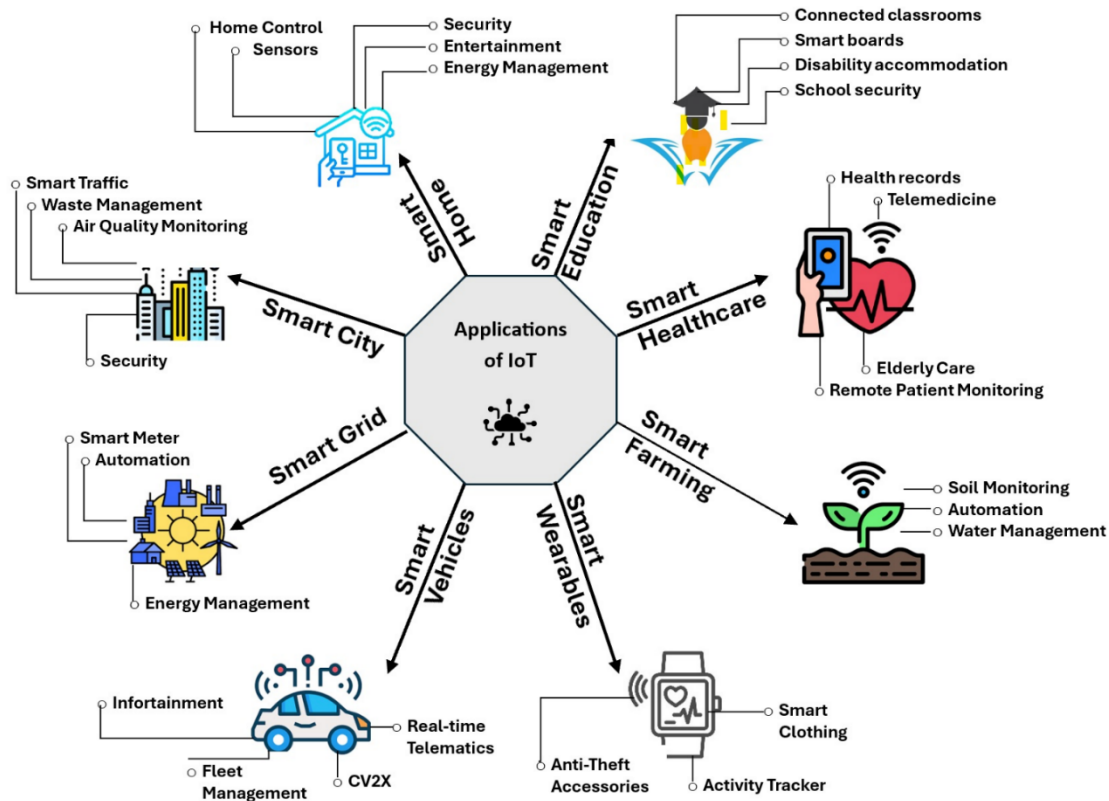 Home Control
Sensors
Security
Entertainment
Energy Management
Connected classrooms
Smart boards
Disability accommodation
School security
Smart
Home
Smart
Education
Health records
Telemedicine
Smart
Healthcare
Elderly Care
Remote Patient Monitoring
Smart Traffic
Waste Management
Air Quality Monitoring
Security
Smart City
Applications
of IoT
Smart Grid
Smart Meter
Automation
Energy Management
Smart
Farming
Soil Monitoring
Automation
Water Management
Smart
Vehicles
Infortainment
Fleet
Management
CV2X
Real-time
Telematics
Smart
Wearables
Anti-Theft
Accessories
Activity Tracker
Smart
Clothing